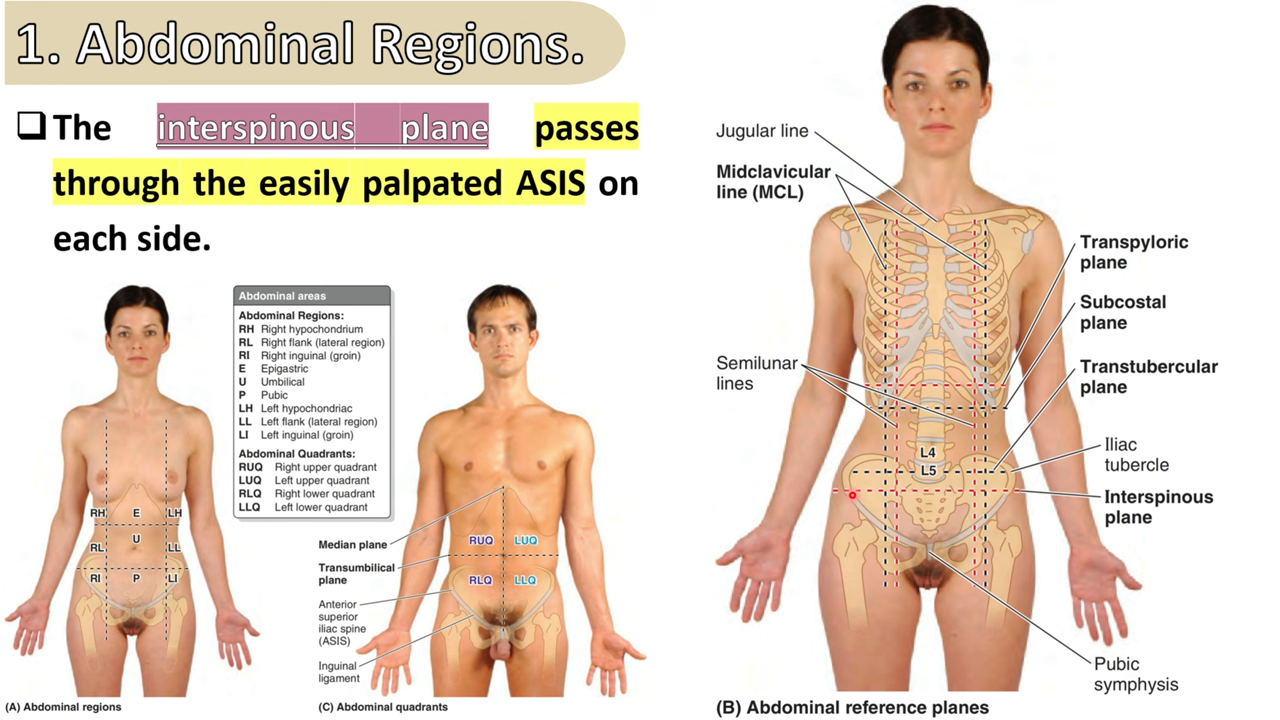 1. Abdominal Regions.
The interspinous plane passes
through the easily palpated ASIS on
each side.
Abdominal areas
Abdominal Regions:
RH Right hypochondrium
RL Right flank (lateral region)
RI Right inguinal (groin)
E Epigastric
U Umbilical
P Pubic
LH Left hypochondriac
LL Left flank (lateral region)
LI Left inguinal (groin)
Abdominal Quadrants:
RUQ Right upper quadrant
LUQ Left upper quadrant
RLQ Right lower quadrant
LLQ Left lower quadrant
RH E LH
U
RL LL
RI P LI
(A) Abdominal regions
RUQ LUQ
RLQ LLQ
Median plane
Transumbilical
plane
Anterior
superior
iliac spine
(ASIS)
Inguinal
ligament
(C) Abdominal quadrants
Jugular line
Midclavicular
line (MCL)
Semilunar
lines
Transpyloric
plane
Subcostal
plane
Transtubercular
plane
L4
L5
Iliac
tubercle
Interspinous
plane
Pubic
symphysis
(B) Abdominal reference planes